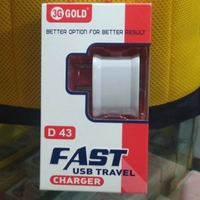 3G GOLD
BETTER OPTION FOR BETTER RESULT
D 43
FAST
USB TRAVEL
CHARGER